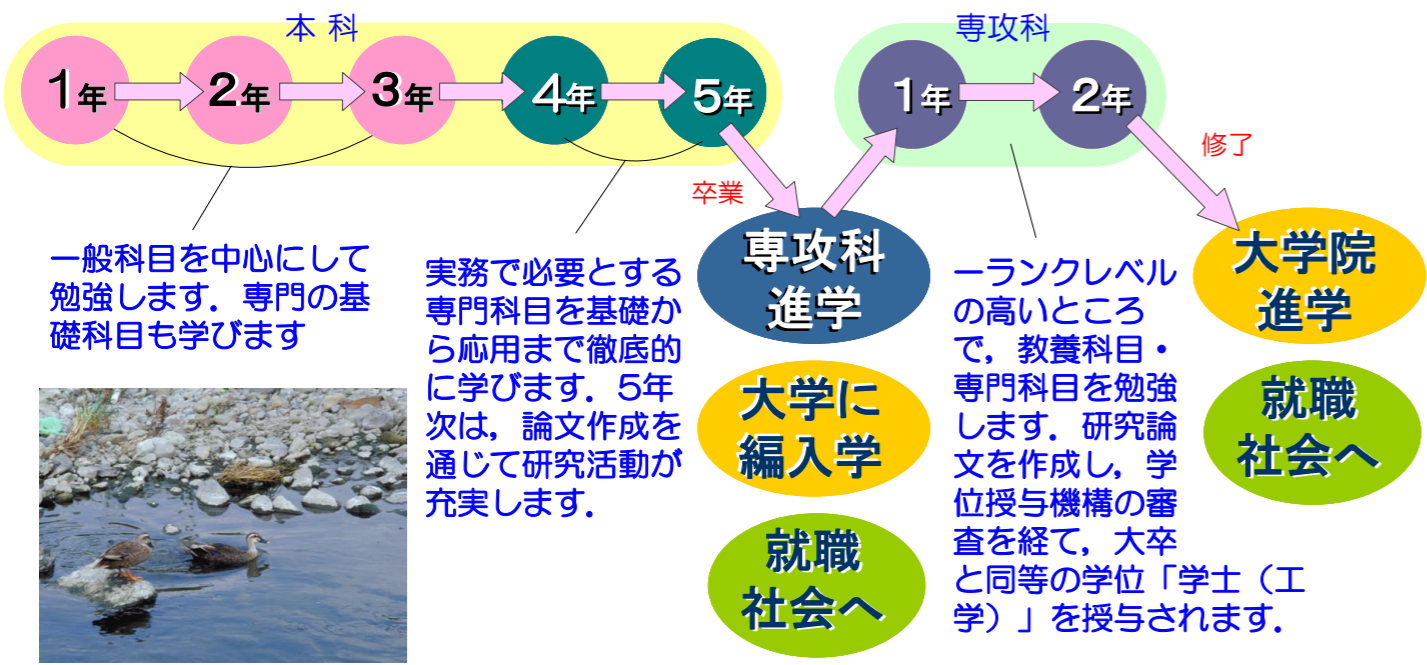 本 科
1年
2年
3年
4年
5年
専攻科
1年
2年
卒業
修了
一般科目を中心にして
勉強します．専門の基
礎科目も学びます
実務で必要とする
専門科目を基礎か
ら応用まで徹底的
に学びます．5年
次は，論文作成を
通じて研究活動が
充実します．
専攻科
進学
大学に
編入学
就職
社会へ
一ランクレベル
の高いところ
で，教養科目・
専門科目を勉強
します．研究論
文を作成し，学
位授与機構の審
査を経て，大卒
と同等の学位「学士（工
学）」を授与されます．
大学院
進学
就職
社会へ